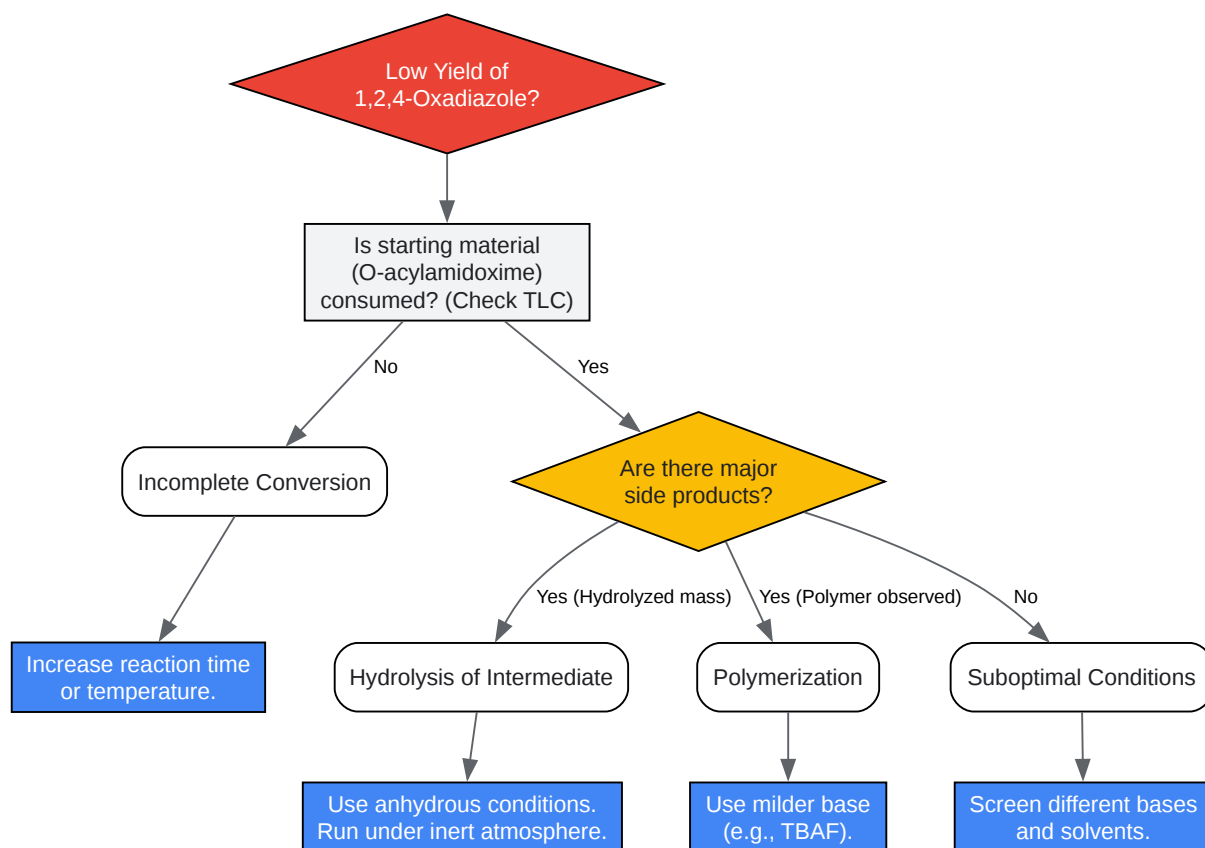 Low Yield of
1,2,4-Oxadiazole?
Is starting material
(O-acylamidoxime)
consumed? (Check TLC)
No
Yes
Incomplete Conversion
Are there major
side products?
Yes (Hydrolyzed mass)
Yes (Polymer observed)
No
Increase reaction time
or temperature.
Hydrolysis of Intermediate
Polymerization
Suboptimal Conditions
Use anhydrous conditions.
Run under inert atmosphere.
Use milder base
(e.g., TBAF).
Screen different bases
and solvents.